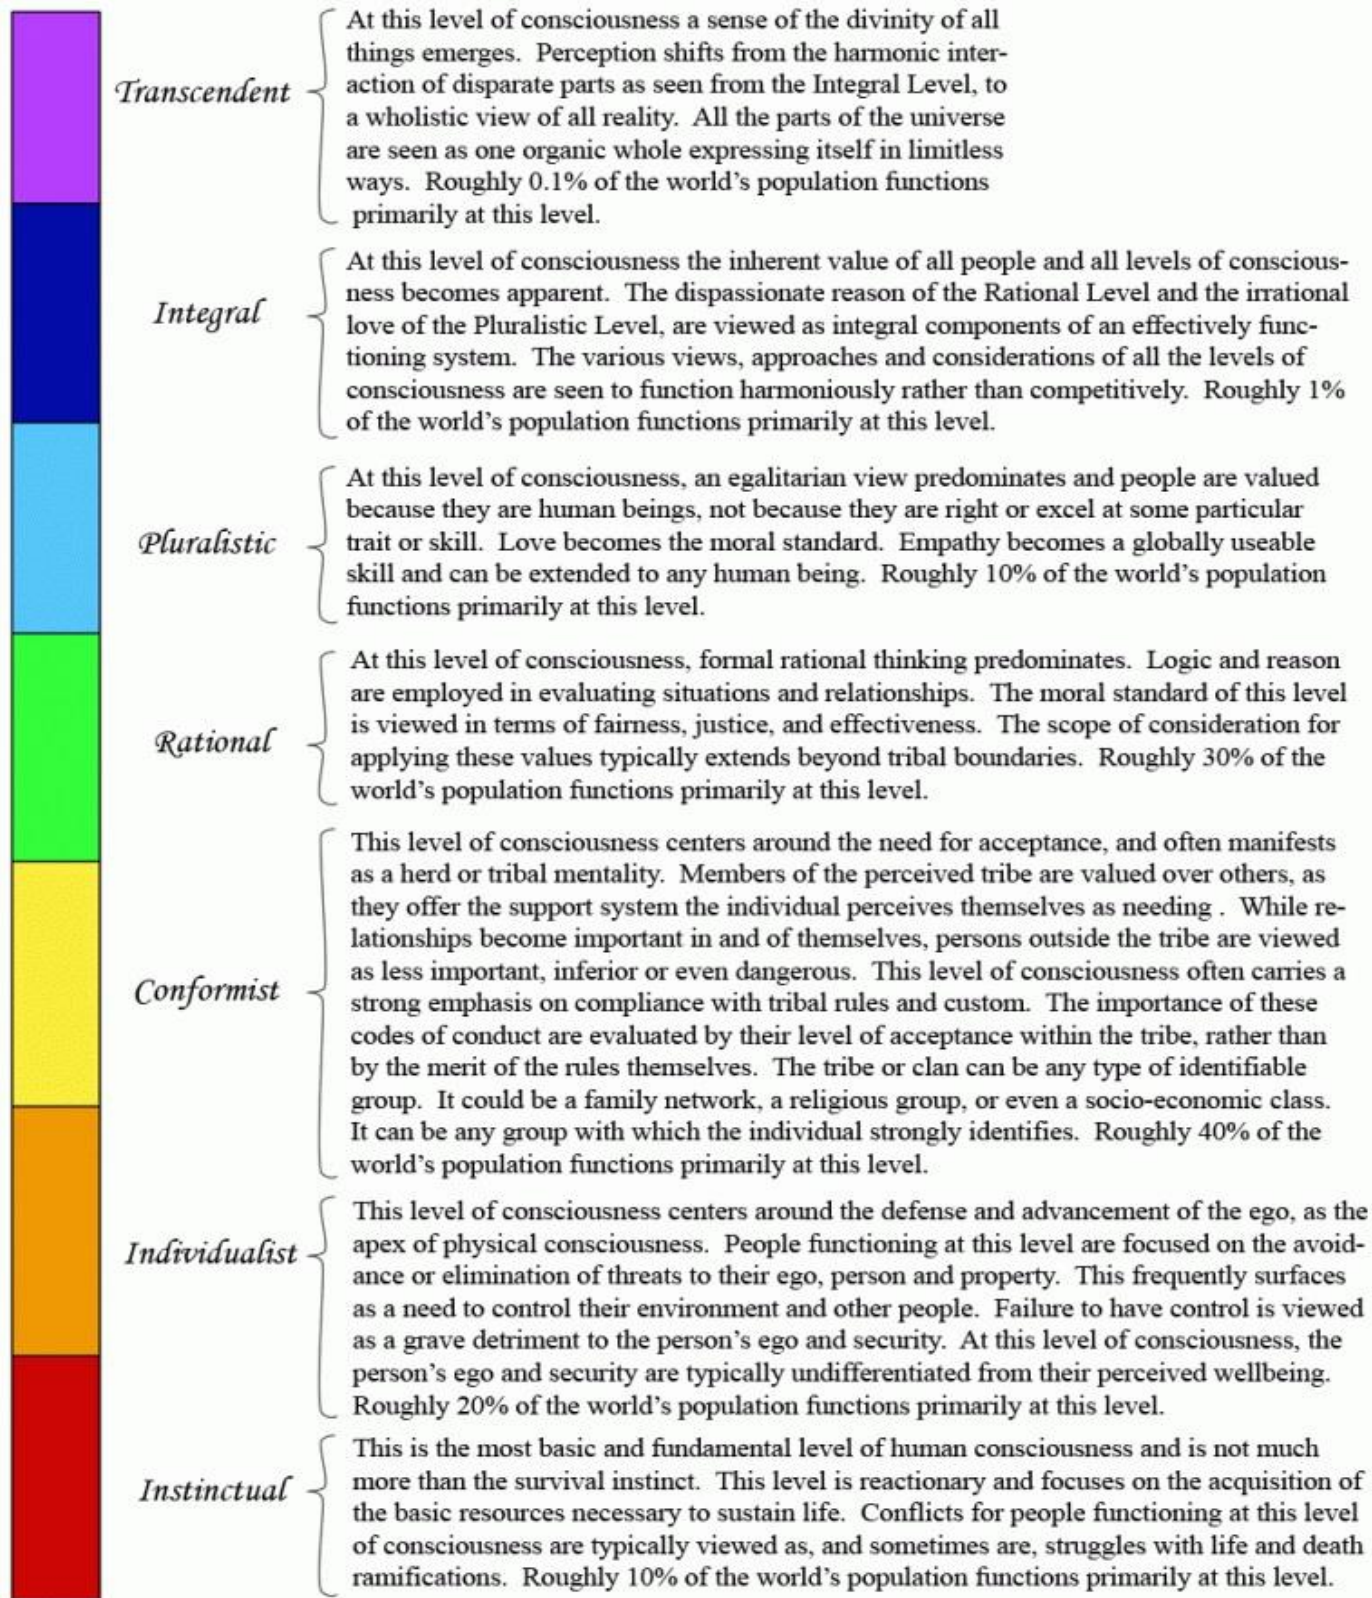 Transcendent
At this level of consciousness a sense of the divinity of all
things emerges.  Perception shifts from the harmonic inter-
action of disparate parts as seen from the Integral Level, to
a wholistic view of all reality.  All the parts of the universe
are seen as one organic whole expressing itself in limitless
ways.  Roughly 0.1% of the world's population functions
primarily at this level.
Integral
At this level of consciousness the inherent value of all people and all levels of conscious-
ness becomes apparent.  The dispassionate reason of the Rational Level and the irrational
love of the Pluralistic Level, are viewed as integral components of an effectively func-
tioning system.  The various views, approaches and considerations of all the levels of
consciousness are seen to function harmoniously rather than competitively.  Roughly 1%
of the world's population functions primarily at this level.
Pluralistic
At this level of consciousness, an egalitarian view predominates and people are valued
because they are human beings, not because they are right or excel at some particular
trait or skill.  Love becomes the moral standard.  Empathy becomes a globally useable
skill and can be extended to any human being.  Roughly 10% of the world's population
functions primarily at this level.
Rational
At this level of consciousness, formal rational thinking predominates.  Logic and reason
are employed in evaluating situations and relationships.  The moral standard of this level
is viewed in terms of fairness, justice, and effectiveness.  The scope of consideration for
applying these values typically extends beyond tribal boundaries.  Roughly 30% of the
world's population functions primarily at this level.
Conformist
This level of consciousness centers around the need for acceptance, and often manifests
as a herd or tribal mentality.  Members of the perceived tribe are valued over others, as
they offer the support system the individual perceives themselves as needing .  While re-
lationships become important in and of themselves, persons outside the tribe are viewed
as less important, inferior or even dangerous.  This level of consciousness often carries a
strong emphasis on compliance with tribal rules and custom.  The importance of these
codes of conduct are evaluated by their level of acceptance within the tribe, rather than
by the merit of the rules themselves.  The tribe or clan can be any type of identifiable
group.  It could be a family network, a religious group, or even a socio-economic class.
It can be any group with which the individual strongly identifies.  Roughly 40% of the
world's population functions primarily at this level.
Individualist
This level of consciousness centers around the defense and advancement of the ego, as the
apex of physical consciousness.  People functioning at this level are focused on the avoid-
ance or elimination of threats to their ego, person and property.  This frequently surfaces
as a need to control their environment and other people.  Failure to have control is viewed
as a grave detriment to the person's ego and security.  At this level of consciousness, the
person's ego and security are typically undifferentiated from their perceived wellbeing.
Roughly 20% of the world's population functions primarily at this level.
Instinctual
This is the most basic and fundamental level of human consciousness and is not much
more than the survival instinct.  This level is reactionary and focuses on the acquisition of
the basic resources necessary to sustain life.  Conflicts for people functioning at this level
of consciousness are typically viewed as, and sometimes are, struggles with life and death
ramifications.  Roughly 10% of the world's population functions primarily at this level.